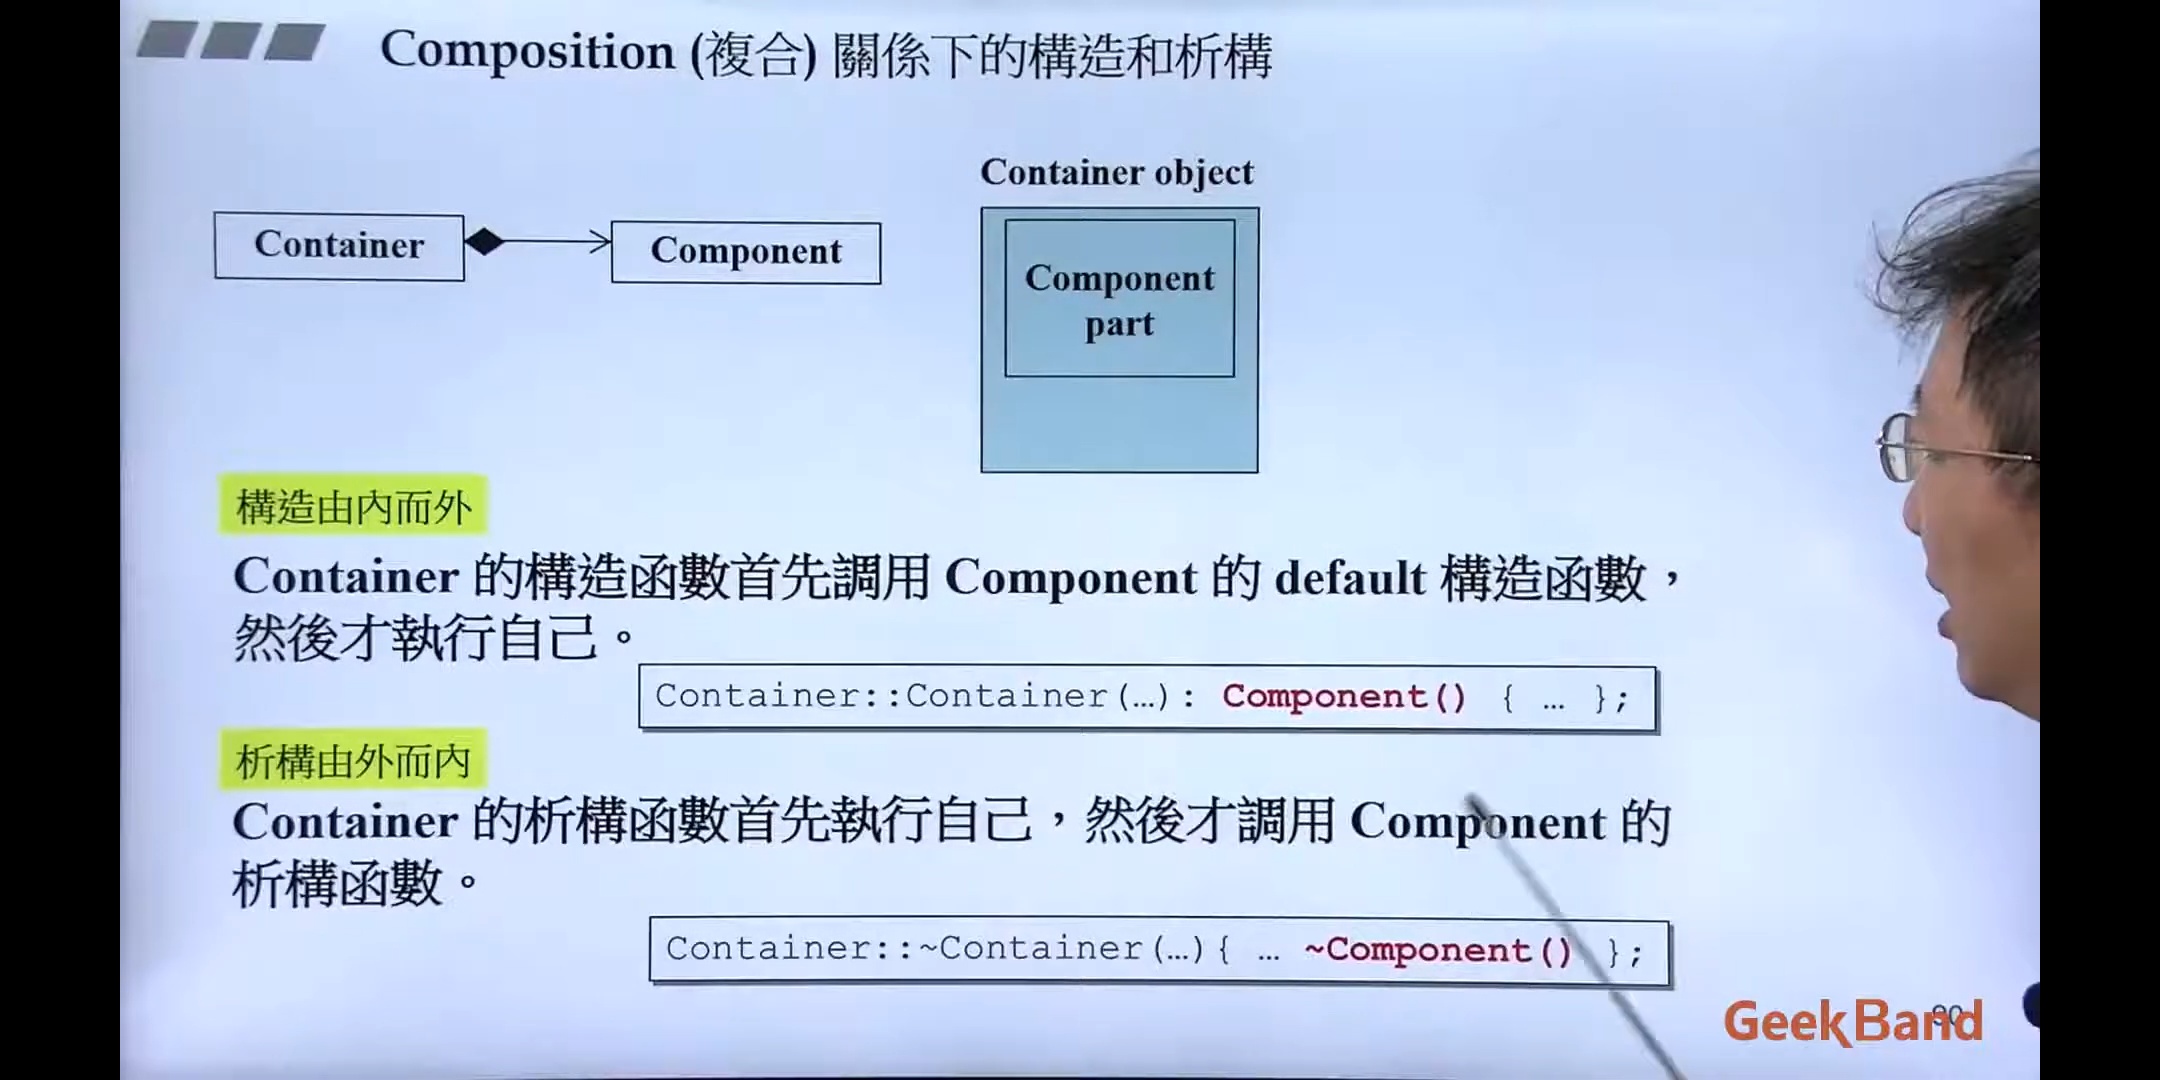 Composition (複合) 關係下的構造和析構
Container object
Container
Component
Component
part
構造由內而外
Container 的構造函數首先調用 Component 的 default 構造函數，
然後才執行自己。
Container::Container(…): Component() { … };
析構由外而內
Container 的析構函數首先執行自己，然後才調用 Component 的
析構函數。
Container::~Container(…){ … ~Component() };
GeekBand